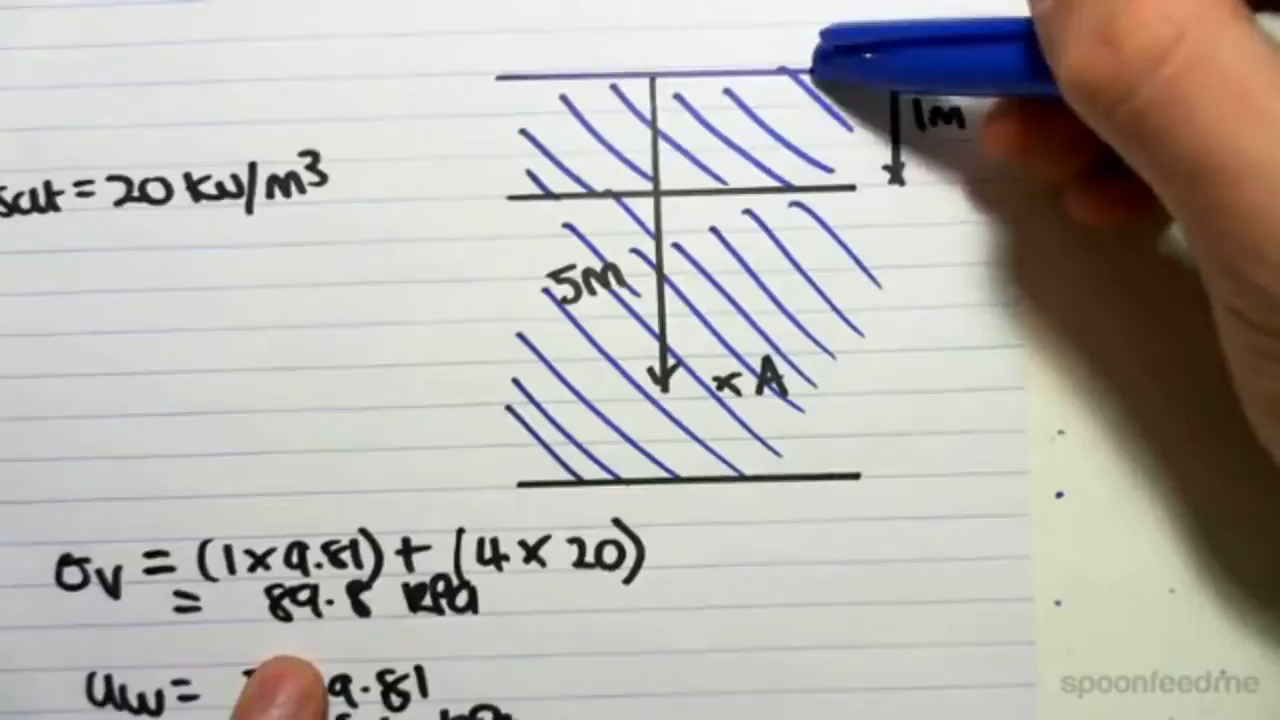 1m
sat = 20 kN/m³
5m
x A
σv = (1 x 9.81) + (4 x 20)
= 89.8 kPa
uw = 9.81
spoonfeedme